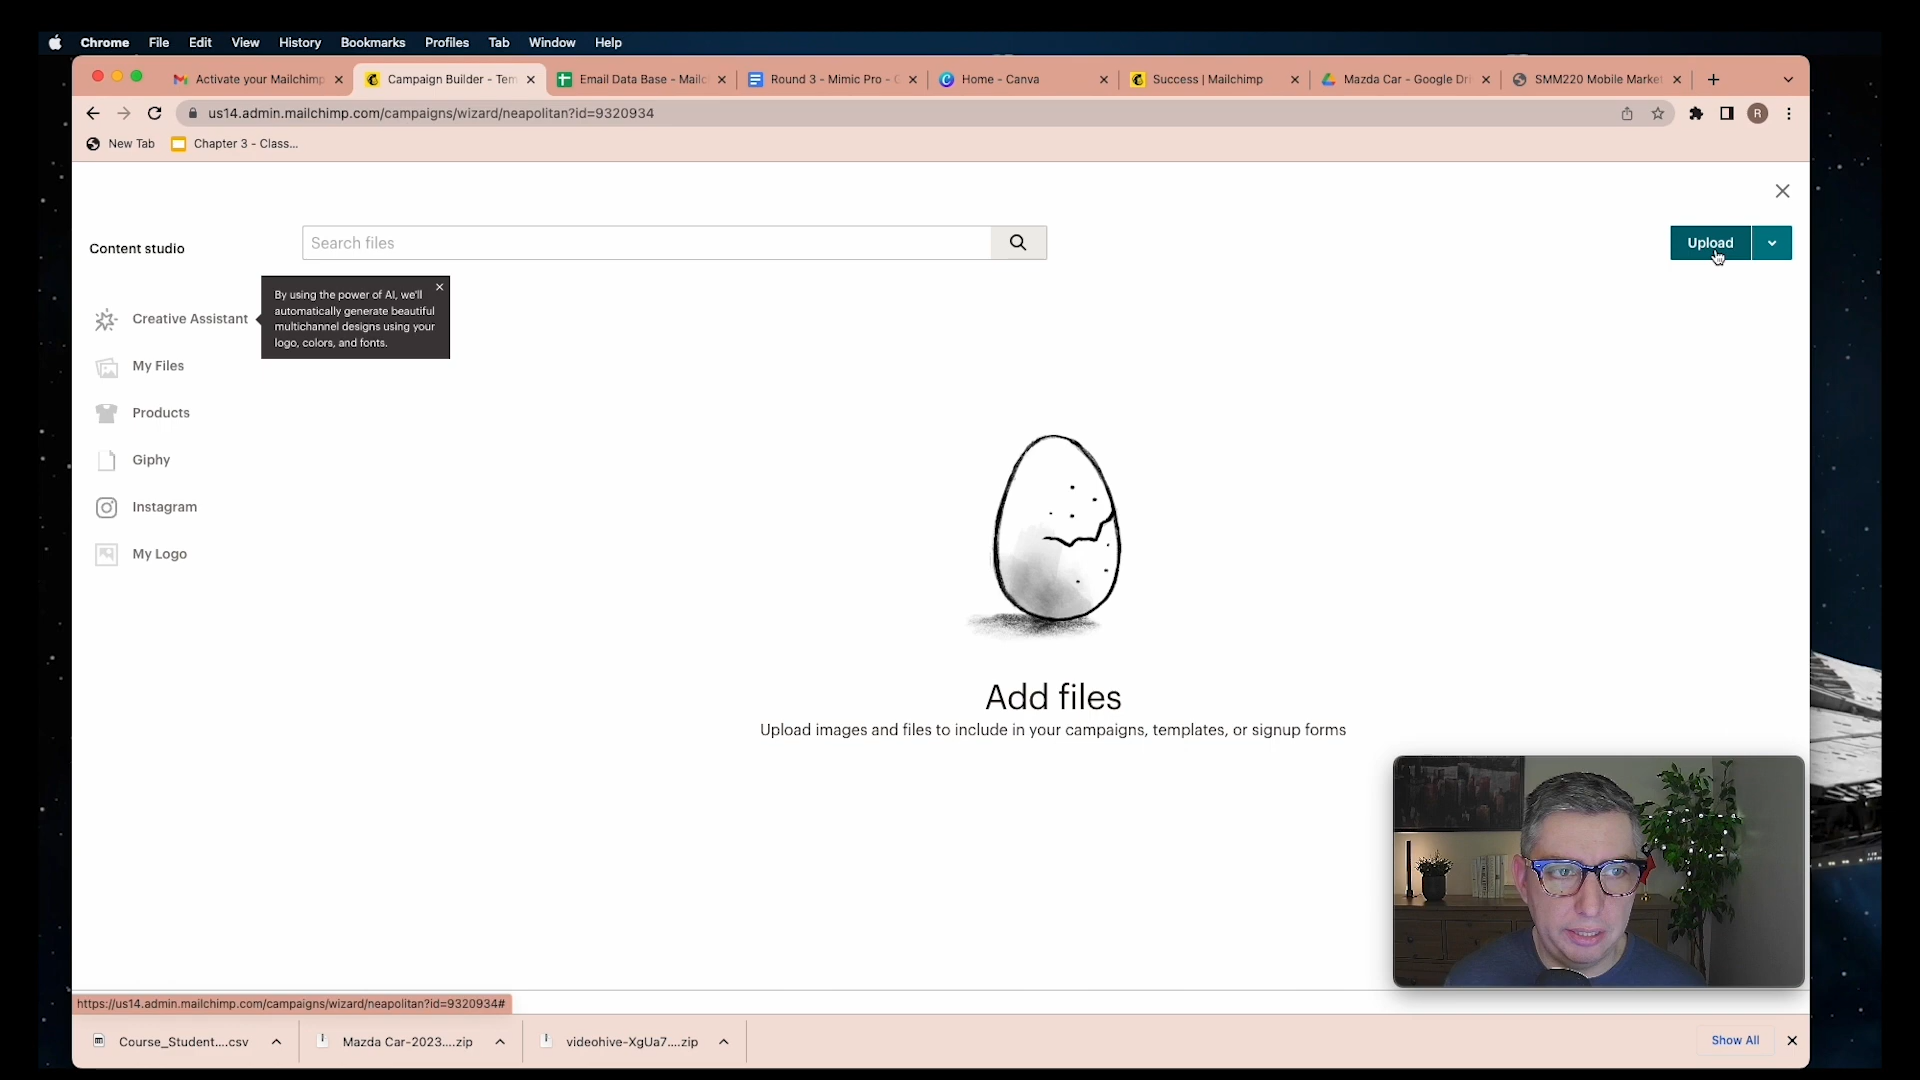 Chrome File Edit View History Bookmarks Profiles Tab Window Help
Activate your Mailchimp
Campaign Builder - Tem
Email Data Base - Mailc
Round 3 - Mimic Pro - C
Home - Canva
Success | Mailchimp
Mazda Car - Google Dri
SMM220 Mobile Market
us14.admin.mailchimp.com/campaigns/wizard/neapolitan?id=9320934
R
New Tab
Chapter 3 - Class...
Content studio
Search files
Upload
By using the power of AI, we'll
automatically generate beautiful
multichannel designs using your
logo, colors, and fonts.
Creative Assistant
My Files
Products
Giphy
Instagram
My Logo
Add files
Upload images and files to include in your campaigns, templates, or signup forms
https://us14.admin.mailchimp.com/campaigns/wizard/neapolitan?id=9320934#
Course_Student....csv
Mazda Car-2023....zip
videohive-XgUa7....zip
Show All